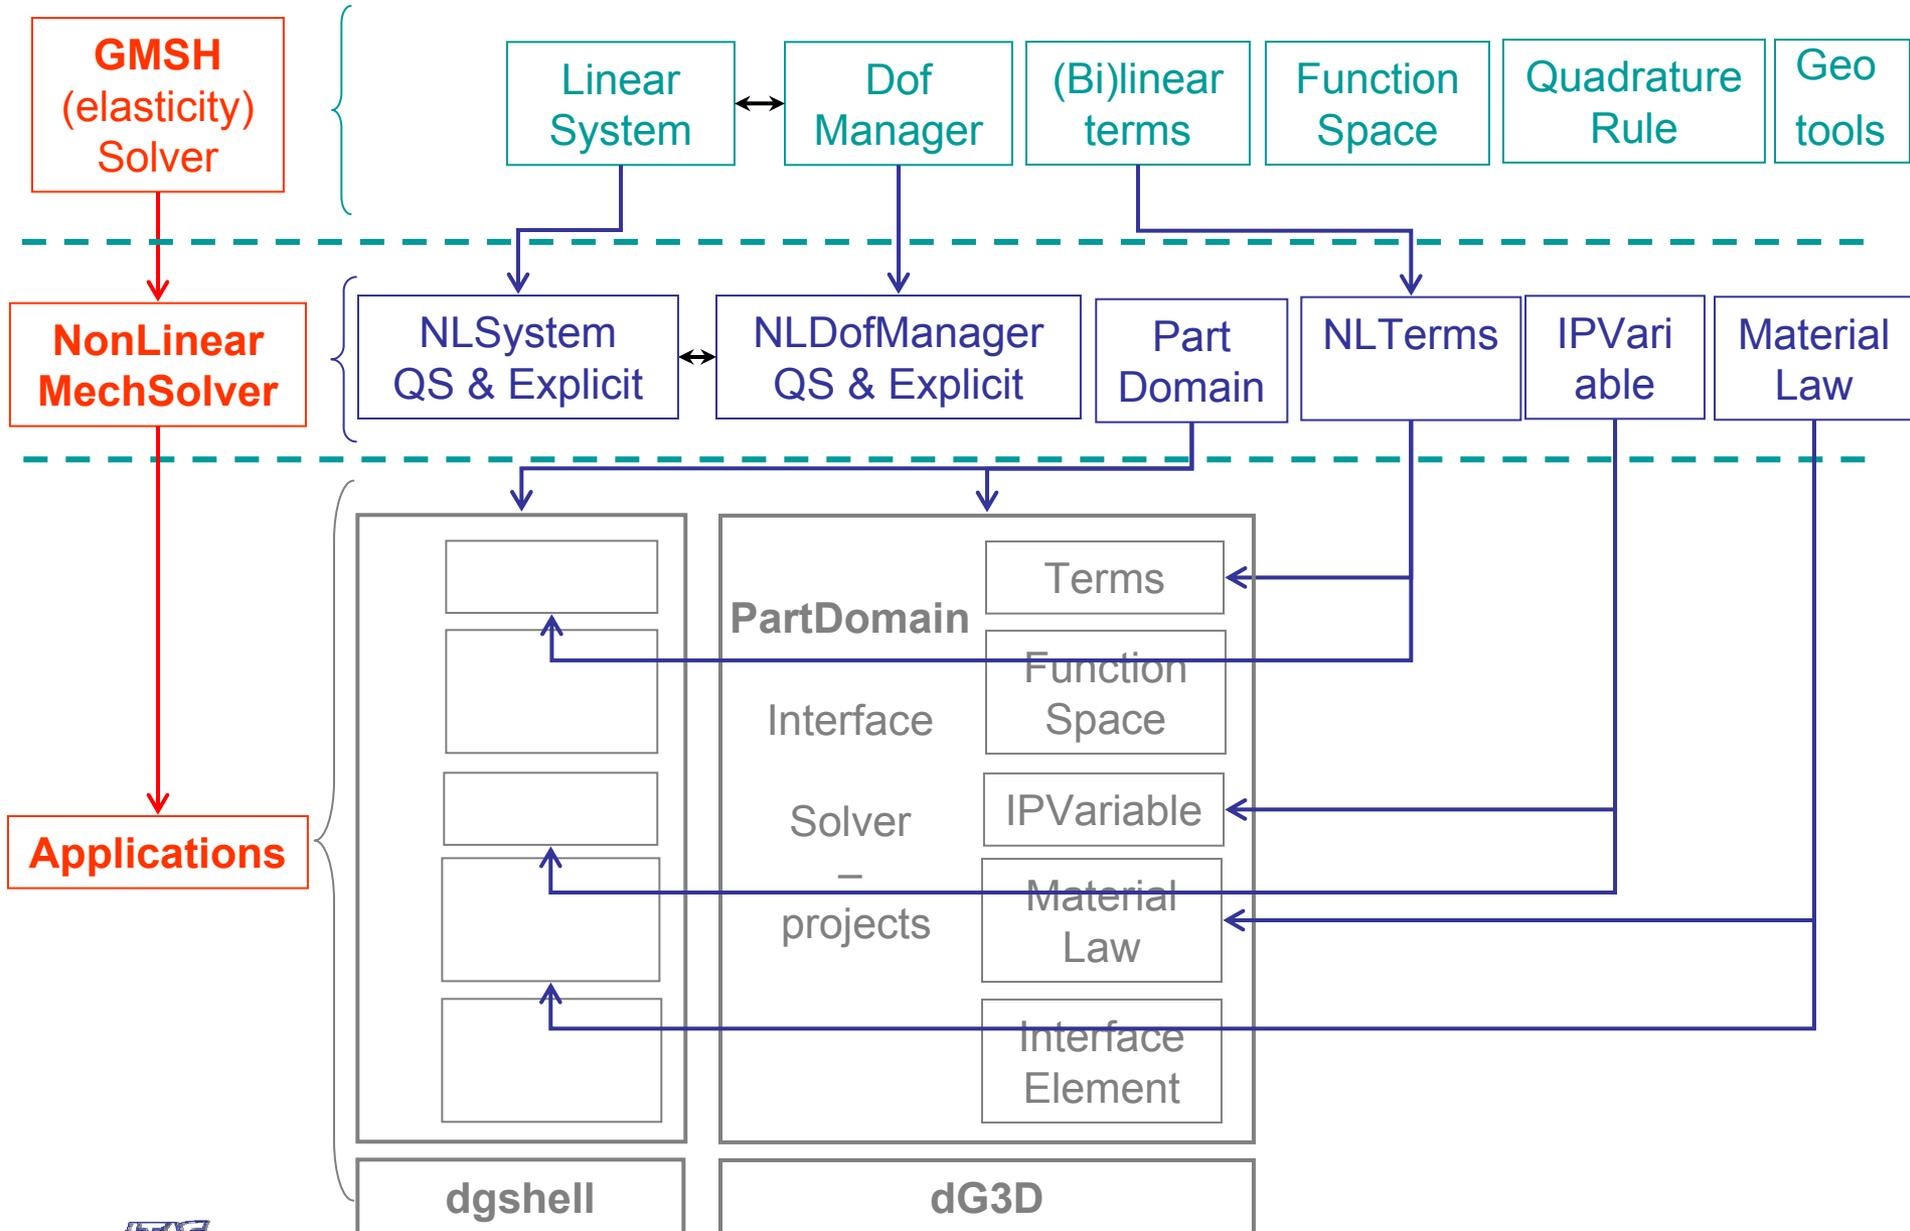 GMSH
(elasticity)
Solver
Linear
System
Dof
Manager
(Bi)linear
terms
Function
Space
Quadrature
Rule
Geo
tools
NonLinear
MechSolver
NLSystem
QS & Explicit
NLDofManager
QS & Explicit
Part
Domain
NLTerms
IPVari
able
Material
Law
Applications
PartDomain
Interface
Solver
–
projects
Terms
Function
Space
IPVariable
Material
Law
Interface
Element
dgshell
dG3D